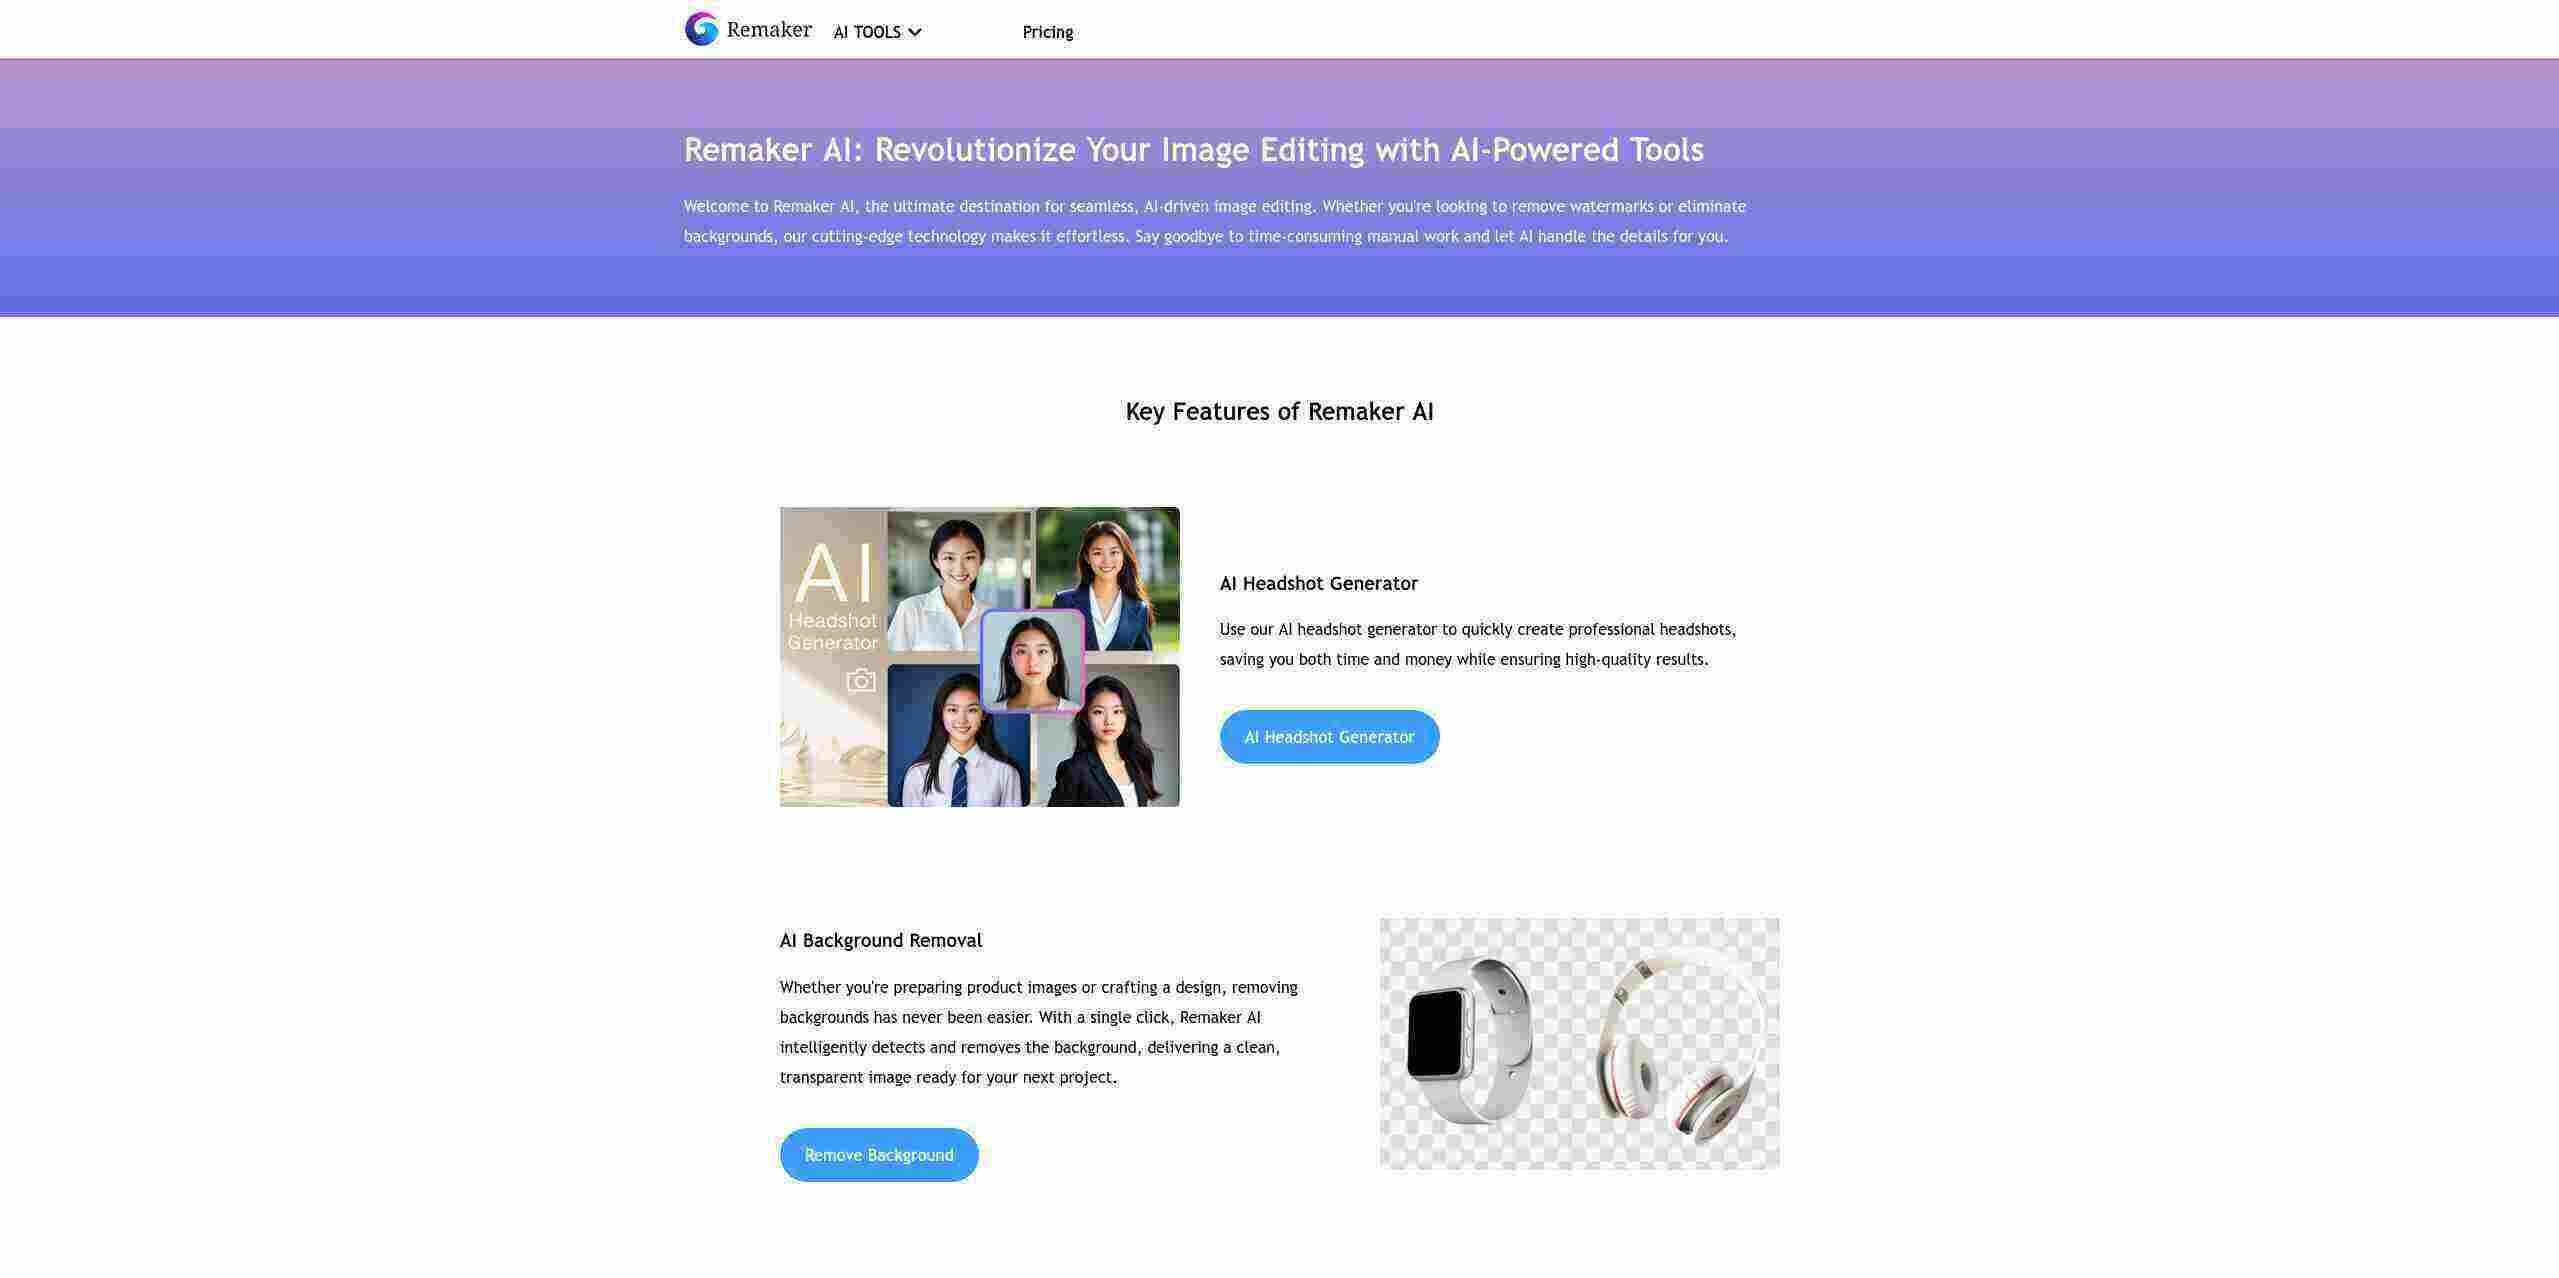 Remaker
AI TOOLS
Pricing
Remaker AI: Revolutionize Your Image Editing with AI-Powered Tools
Welcome to Remaker AI, the ultimate destination for seamless, AI-driven image editing. Whether you're looking to remove watermarks or eliminate
backgrounds, our cutting-edge technology makes it effortless. Say goodbye to time-consuming manual work and let AI handle the details for you.
Key Features of Remaker AI
AI
Headshot
Generator
AI Headshot Generator
Use our AI headshot generator to quickly create professional headshots,
saving you both time and money while ensuring high-quality results.
AI Headshot Generator
AI Background Removal
Whether you're preparing product images or crafting a design, removing
backgrounds has never been easier. With a single click, Remaker AI
intelligently detects and removes the background, delivering a clean,
transparent image ready for your next project.
Remove Background